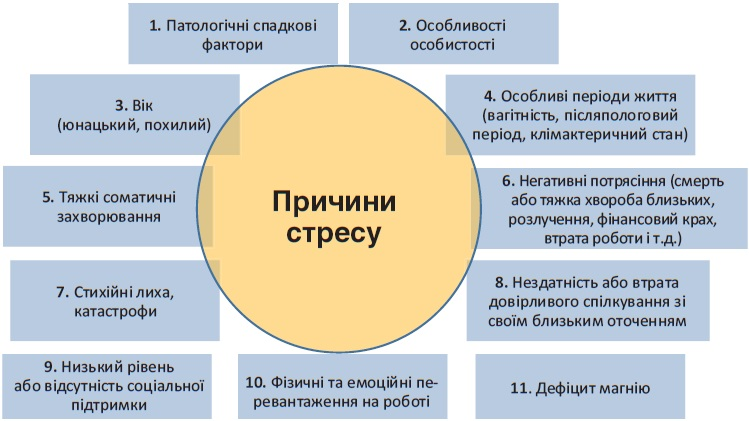 1. Патологічні спадкові
фактори
2. Особливості
особистості
3. Вік
(юнацький, похилий)
4. Особливі періоди життя
(вагітність, післяпологовий
період, клімактеричний стан)
5. Тяжкі соматичні
захворювання
Причини
стресу
6. Негативні потрясіння (смерть
або тяжка хвороба близьких,
розлучення, фінансовий крах,
втрата роботи і т.д.)
7. Стихійні лиха,
катастрофи
8. Нездатність або втрата
довірливого спілкування зі
своїм близьким оточенням
9. Низький рівень
або відсутність соціальної
підтримки
10. Фізичні та емоційні пе-
ревантаження на роботі
11. Дефіцит магнію